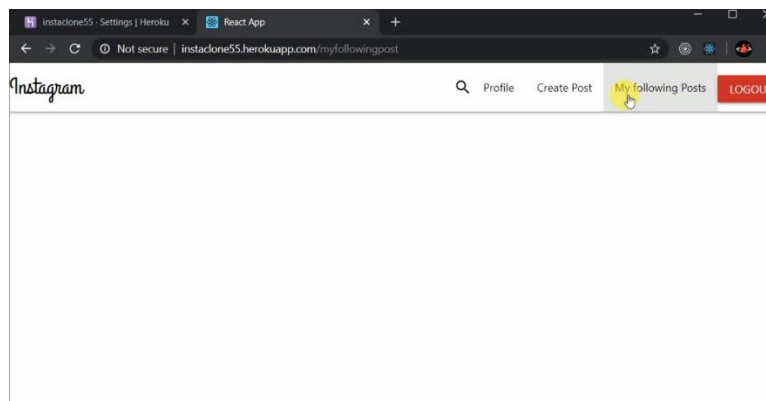 instaclone55 · Settings | Heroku
React App
Not secure | instaclone55.herokuapp.com/myfollowingpost
Instagram Profile Create Post My following Posts LOGOU